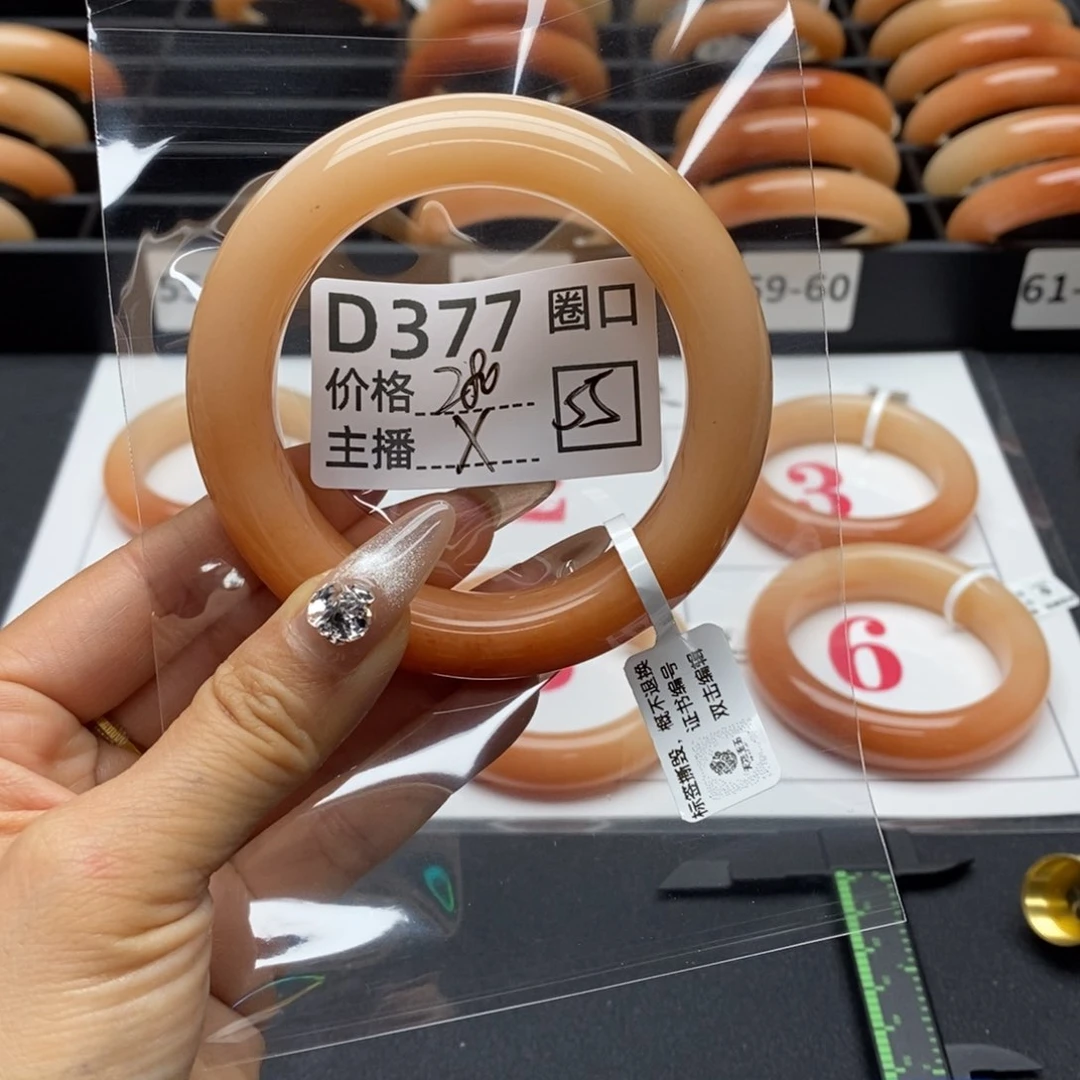 D377 圈口
价格 280
主播 X
55
59-60
61-
3
6
标签撕毁，概不退换
证书编号
双击编辑